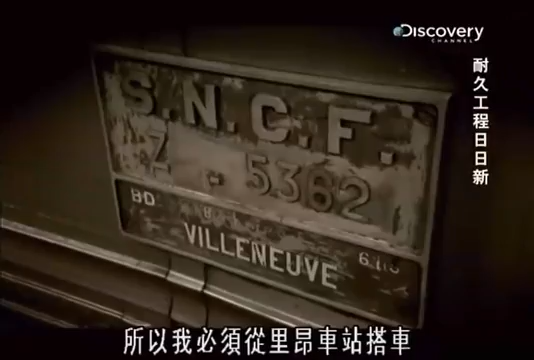 Discovery
CHANNEL
耐久工程日日新
S.N.C.F.
Z 5362
BD
VILLENEUVE
所以我必須從里昂車站搭車